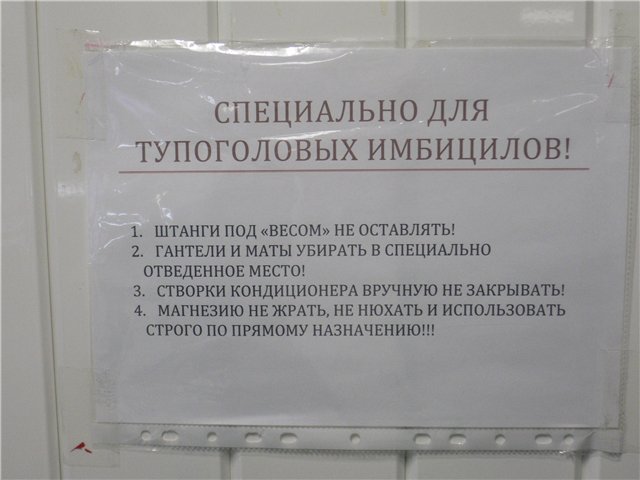 СПЕЦИАЛЬНО ДЛЯ
ТУПОГОЛОВЫХ ИМБИЦИЛОВ!
1. ШТАНГИ ПОД «ВЕСОМ» НЕ ОСТАВЛЯТЬ!
2. ГАНТЕЛИ И МАТЫ УБИРАТЬ В СПЕЦИАЛЬНО
ОТВЕДЕННОЕ МЕСТО!
3. СТВОРКИ КОНДИЦИОНЕРА ВРУЧНУЮ НЕ ЗАКРЫВАТЬ!
4. МАГНЕЗИЮ НЕ ЖРАТЬ, НЕ НЮХАТЬ И ИСПОЛЬЗОВАТЬ
СТРОГО ПО ПРЯМОМУ НАЗНАЧЕНИЮ!!!